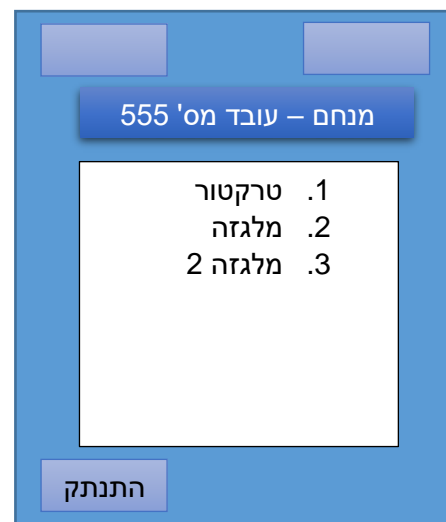 מנחם – עובד מס' 555
1. טרקטור
2. מלגזה
3. מלגזה 2
התנתק